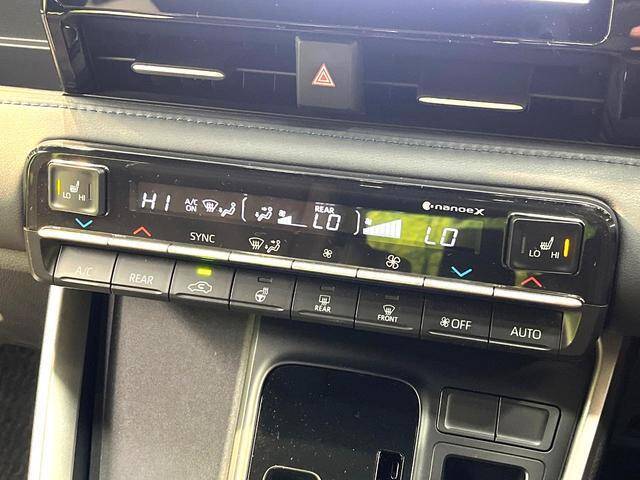 LO HI
HI A/C ON REAR LO LO
nanoeX
LO HI
SYNC
A/C REAR REAR FRONT OFF AUTO